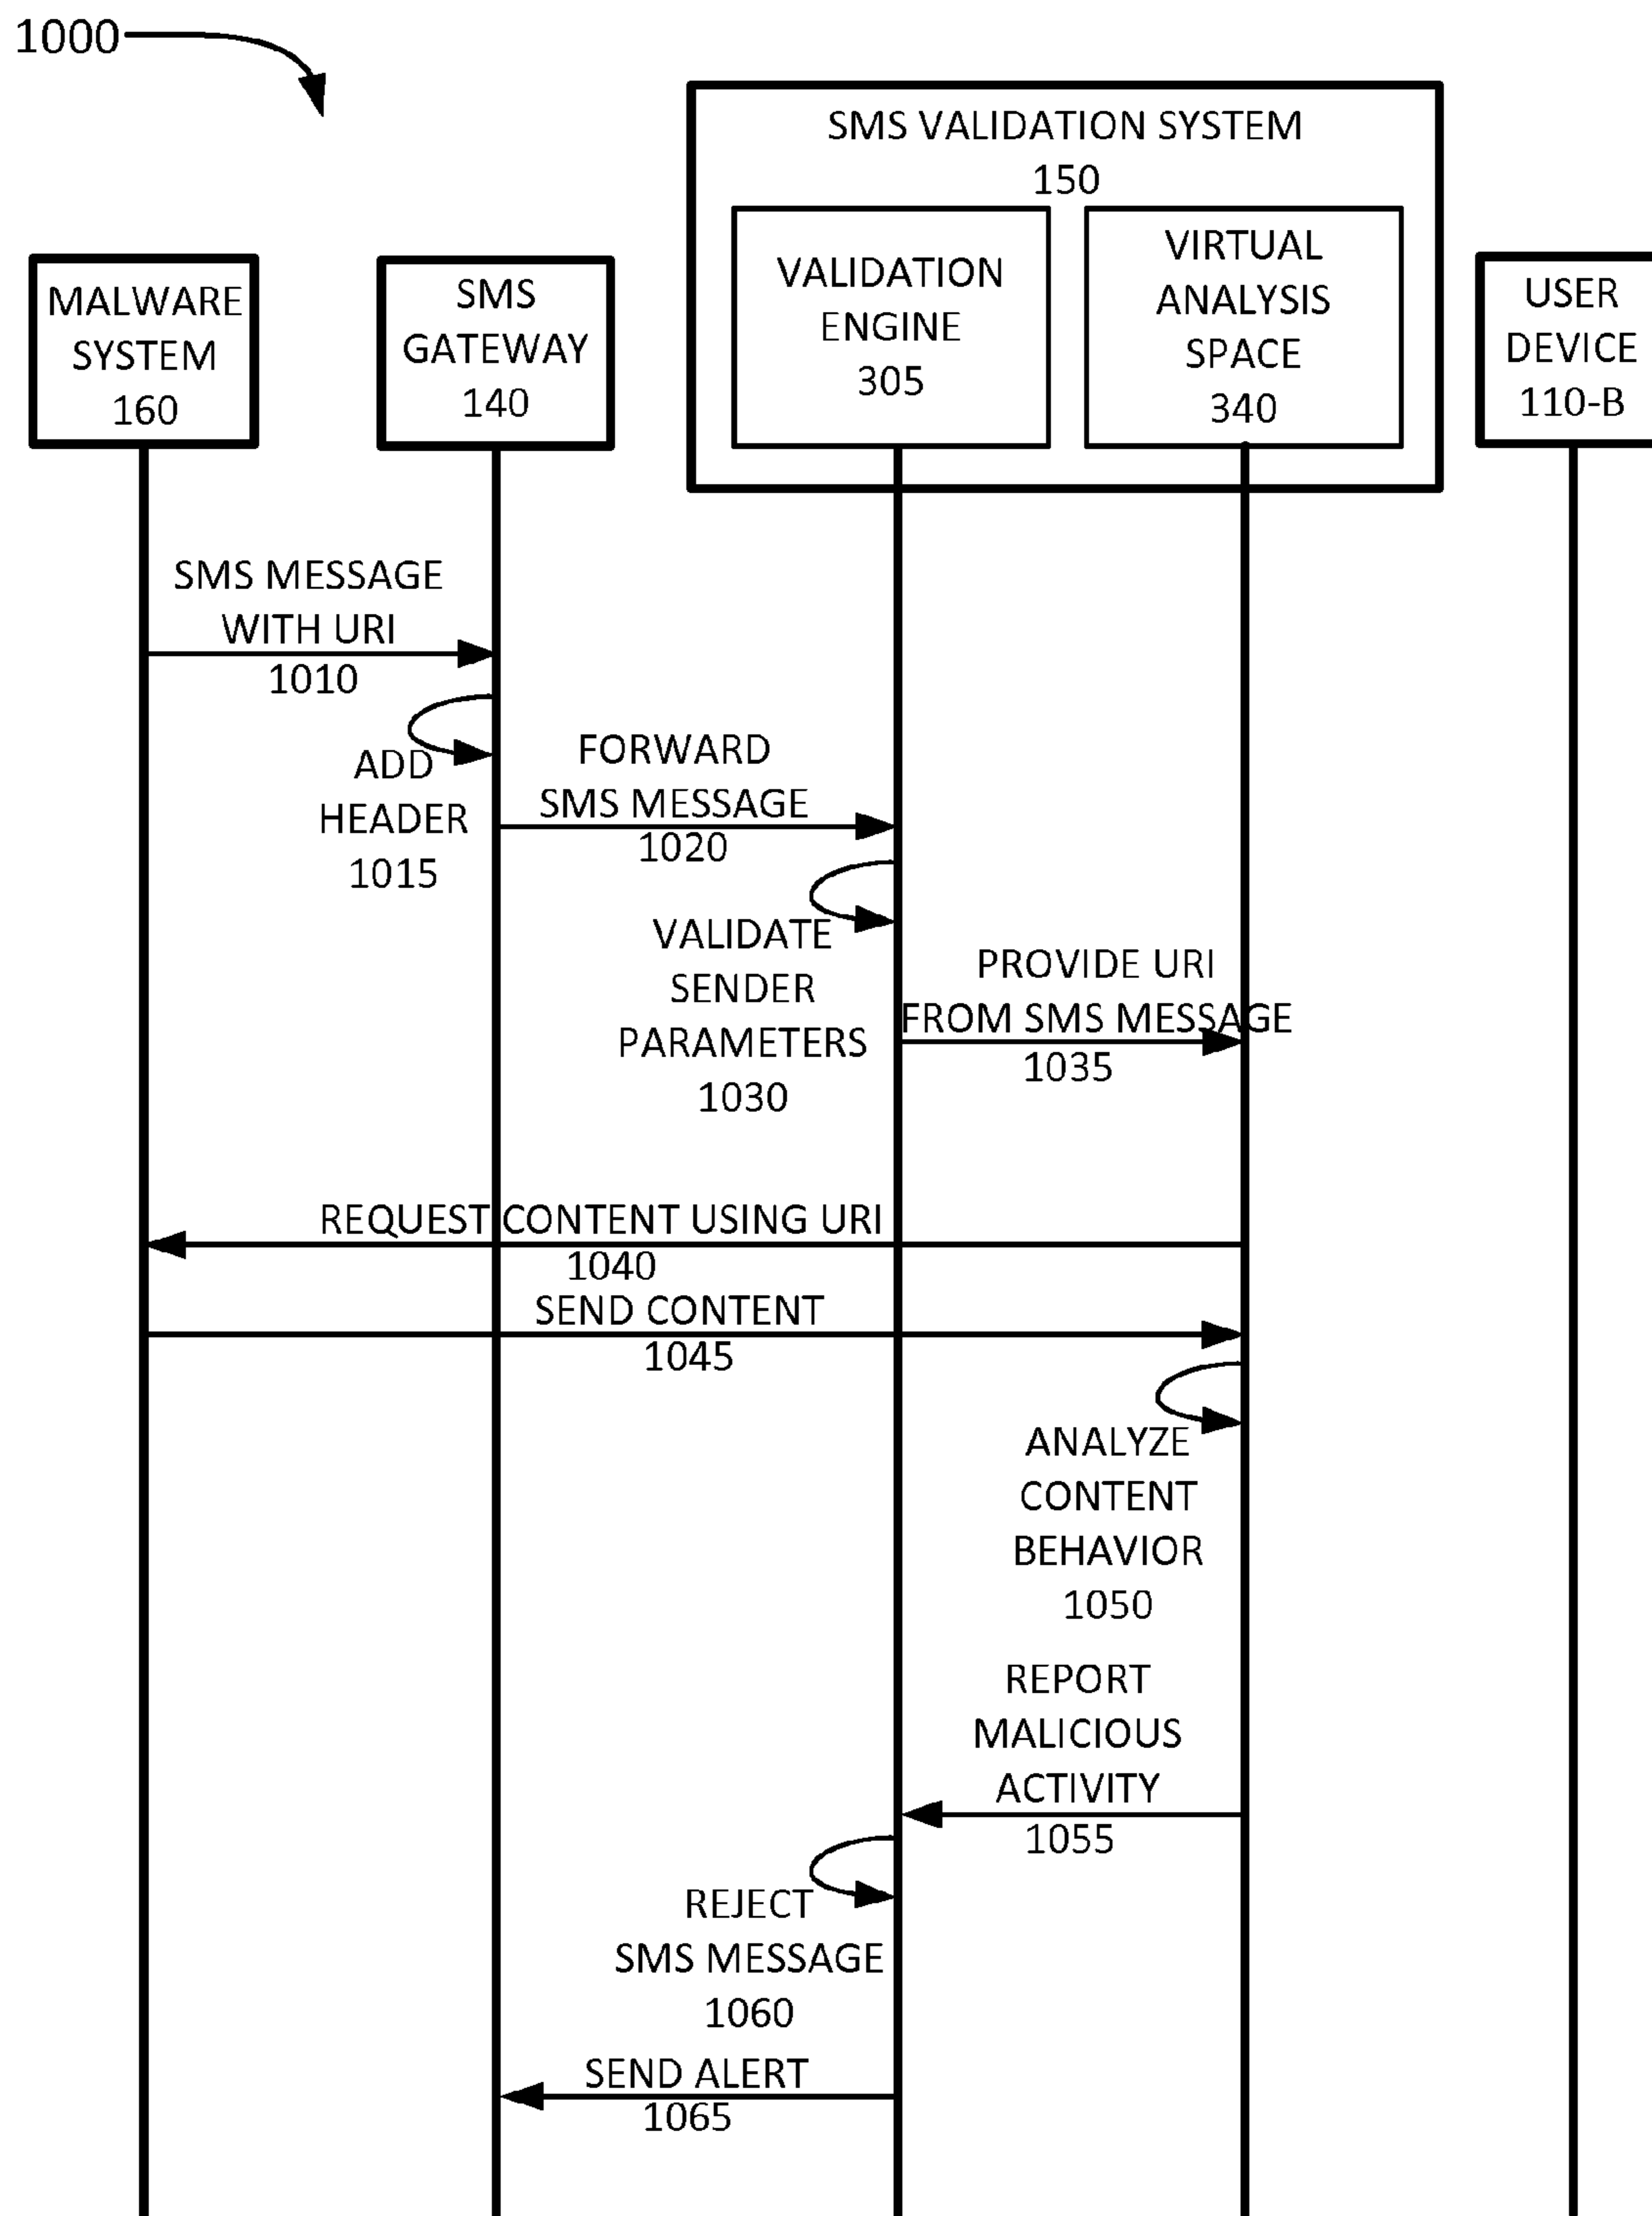 1000
SMS VALIDATION SYSTEM
150
MALWARE
SYSTEM
160
SMS
GATEWAY
140
VALIDATION
ENGINE
305
VIRTUAL
ANALYSIS
SPACE
340
USER
DEVICE
110-B
SMS MESSAGE
WITH URI
1010
ADD
HEADER
1015
FORWARD
SMS MESSAGE
1020
VALIDATE
SENDER
PARAMETERS
1030
PROVIDE URI
FROM SMS MESSAGE
1035
REQUEST CONTENT USING URI
1040
SEND CONTENT
1045
ANALYZE
CONTENT
BEHAVIOR
1050
REPORT
MALICIOUS
ACTIVITY
1055
REJECT
SMS MESSAGE
1060
SEND ALERT
1065